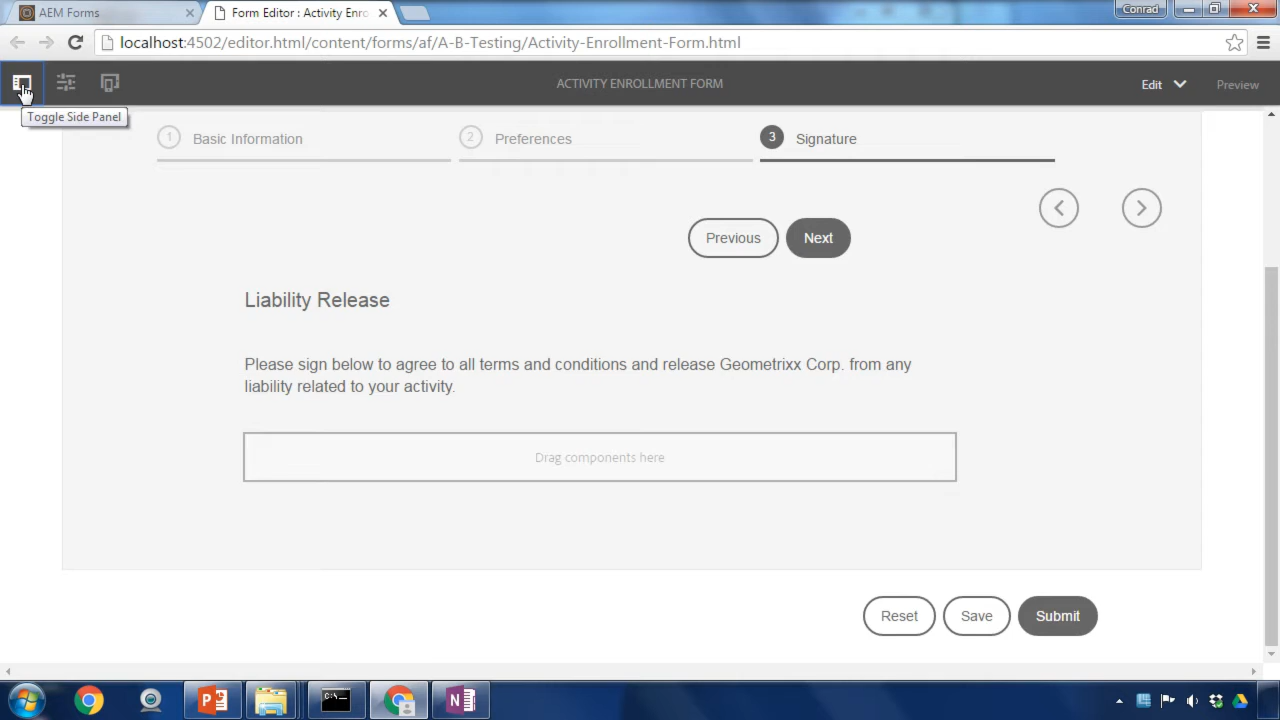 AEM Forms
Form Editor : Activity Enro
Conrad
localhost:4502/editor.html/content/forms/af/A-B-Testing/Activity-Enrollment-Form.html
ACTIVITY ENROLLMENT FORM
Edit
Preview
Toggle Side Panel
1 Basic Information
2 Preferences
3 Signature
Previous
Next
Liability Release
Please sign below to agree to all terms and conditions and release Geometrixx Corp. from any
liability related to your activity.
Drag components here
Reset
Save
Submit